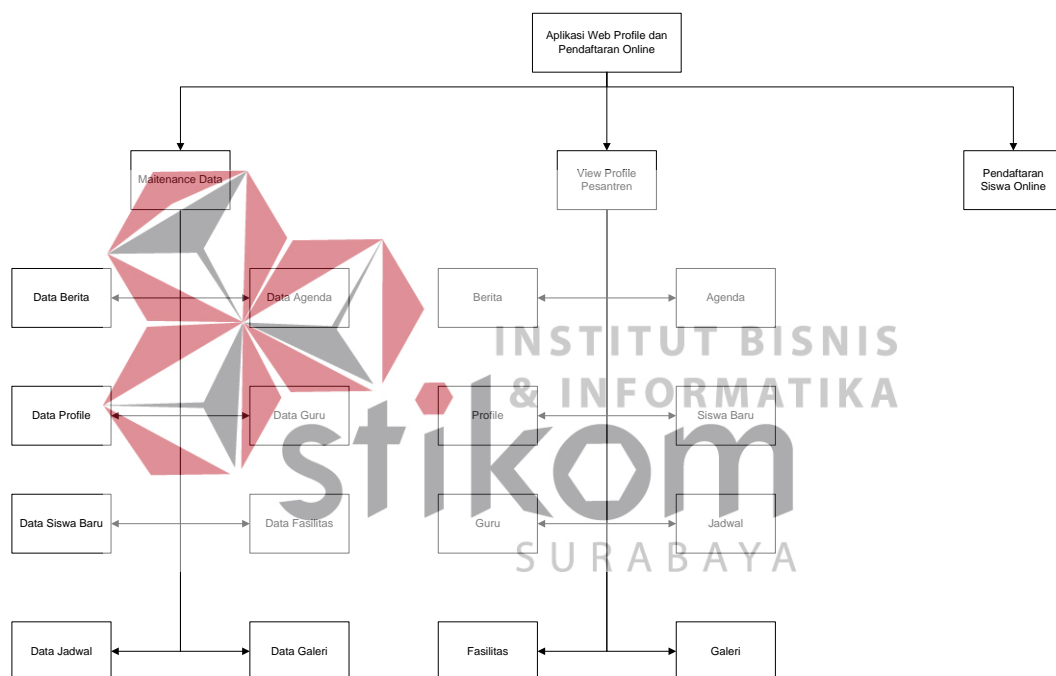 Aplikasi Web Profile dan
Pendaftaran Online
Maitenance Data
View Profile
Pesantren
Pendaftaran
Siswa Online
Data Berita
Data Agenda
Berita
Agenda
INSTITUT BISNIS
& INFORMATIKA
Data Profile
Data Guru
Profile
Siswa Baru
stikom
Data Siswa Baru
Data Fasilitas
Guru
Jadwal
SURABAYA
Data Jadwal
Data Galeri
Fasilitas
Galeri